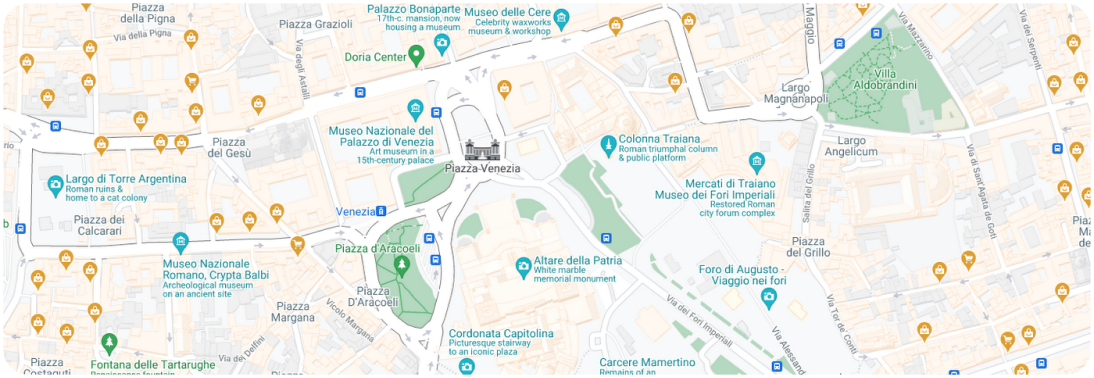 Piazza
della Pigna
Via della Pigna
Piazza Grazioli
Via degli Astalli
Palazzo Bonaparte
17th-c. mansion, now
housing a museum
Museo delle Cere
Celebrity waxworks
museum & workshop
Doria Center
Maggio
Via Mazzarino
Via dei Serpenti
Largo
Magnanapoli
Villa
Aldobrandini
Piazza
del Gesù
Museo Nazionale del
Palazzo di Venezia
Art museum in a
15th-century palace
Piazza Venezia
Colonna Traiana
Roman triumphal column
& public platform
Largo
Angelicum
rio
Largo di Torre Argentina
Roman ruins &
home to a cat colony
Mercati di Traiano
Museo dei Fori Imperiali
Restored Roman
city forum complex
Salita del Grillo
Via di Sant'Agata de' Goti
Piazza dei
Calcarari
Venezia
b
Piazza d'Aracoeli
Piazza
D'Aracoeli
Museo Nazionale
Romano, Crypta Balbi
Archeological museum
on an ancient site
Altare della Patria
White marble
memorial monument
Piazza
del Grillo
Foro di Augusto -
Viaggio nei fori
Piazza
Margana
Vicolo Margana
Via dei Fori Imperiali
Via Tor de' Conti
Via Alessand
Cordonata Capitolina
Picturesque stairway
to an iconic plaza
Via dei Delfini
Fontana delle Tartarughe
Renaissance fountain
Piazza
Costaguti
Piazza
Carcere Mamertino
Remains of an
Piazza